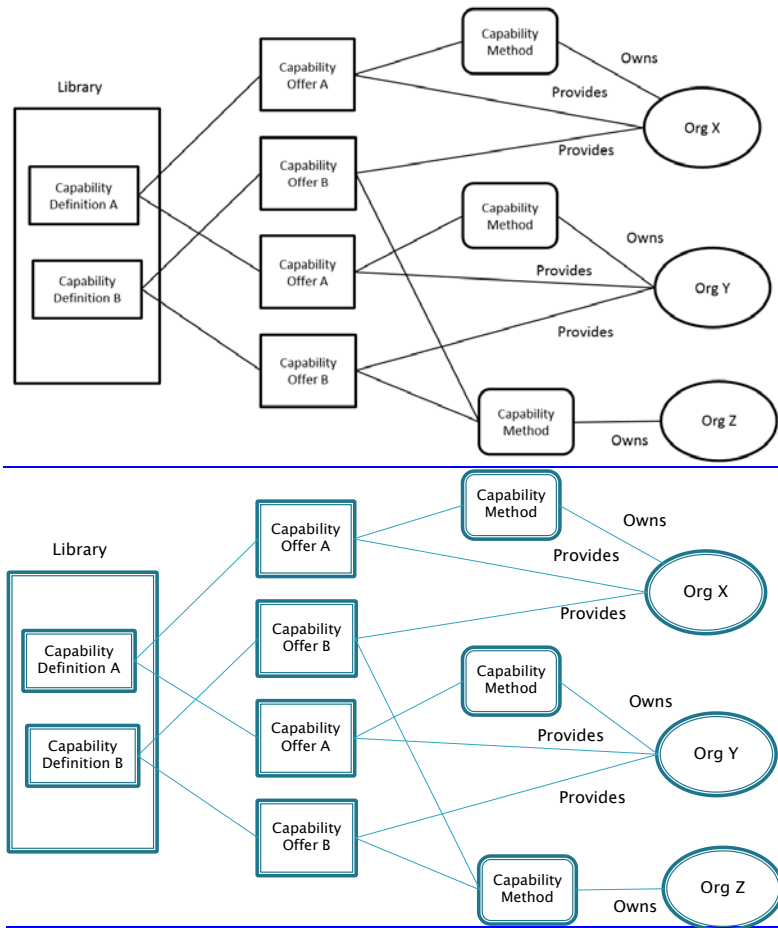 Capability
Method
Owns
Capability
Offer A
Library
Provides
Org X
Provides
Capability
Offer B
Capability
Definition A
Capability
Method
Owns
Capability
Offer A
Provides
Capability
Definition B
Org Y
Provides
Capability
Offer B
Capability
Method
Org Z
Owns
Capability
Method
Owns
Capability
Offer A
Library
Provides
Org X
Provides
Capability
Offer B
Capability
Definition A
Capability
Method
Owns
Capability
Offer A
Provides
Capability
Definition B
Org Y
Provides
Capability
Offer B
Capability
Method
Org Z
Owns